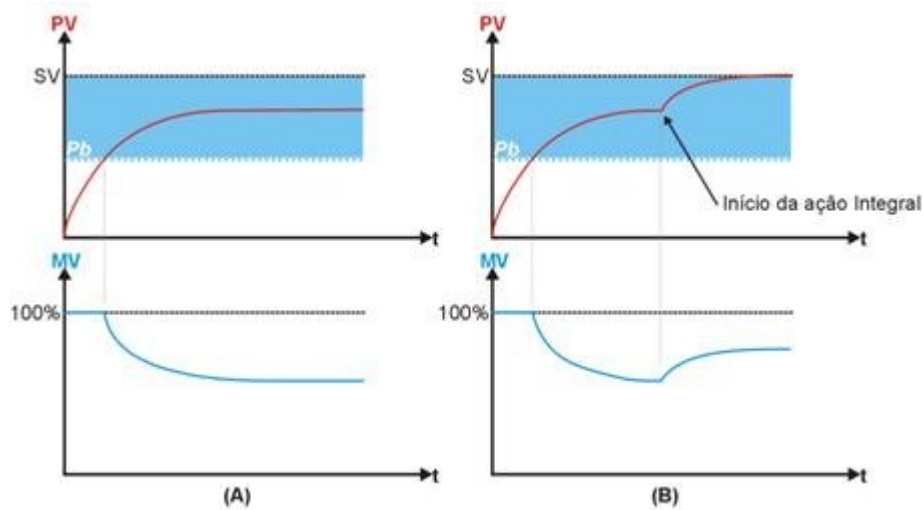 PV
SV
Pb
t
MV
100%
t
(A)
PV
SV
Pb
Início da ação Integral
t
MV
100%
t
(B)